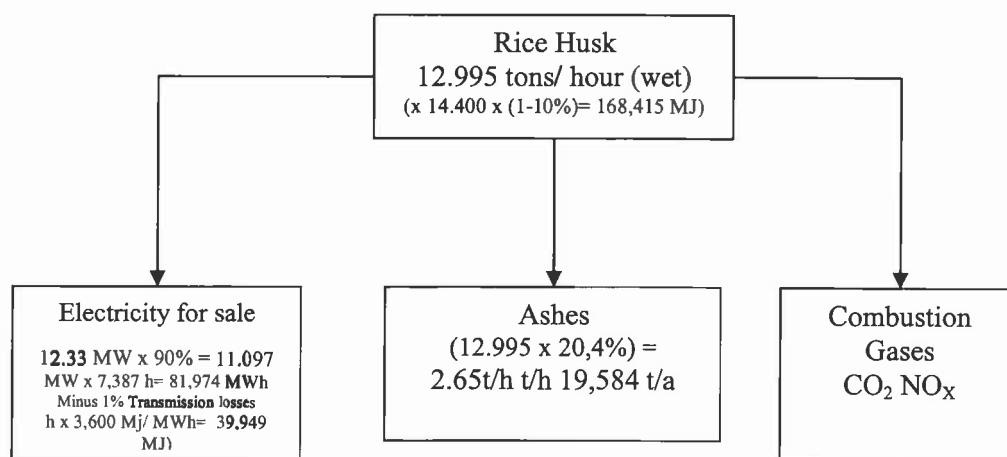 Rice Husk
12.995 tons/ hour (wet)
(x 14.400 x (1-10%)= 168,415 MJ)
Electricity for sale
12.33 MW x 90% = 11.097
MW x 7,387 h= 81,974 MWh
Minus 1% Transmission losses
h x 3,600 Mj/ MWh= 39,949
MJ)
Ashes
(12.995 x 20,4%) =
2.65t/h t/h 19,584 t/a
Combustion
Gases
CO₂ NOₓ